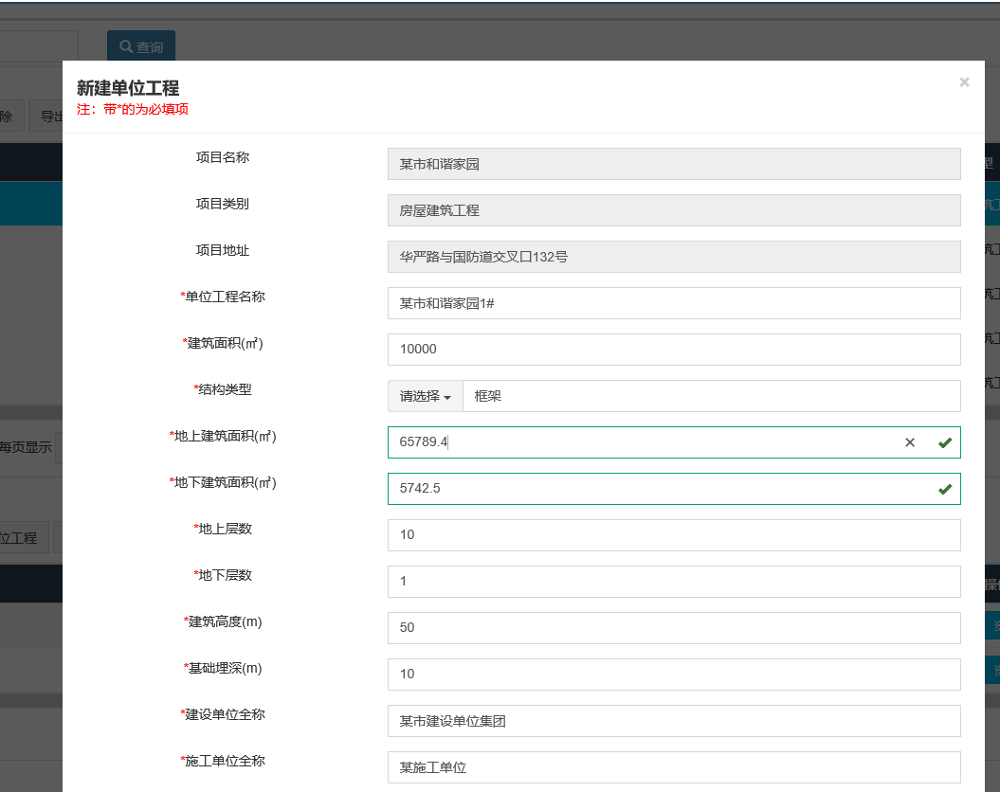 查询
新建单位工程
×
注：带*的为必填项
除
导出
项目名称
某市和谐家园
项目类别
房屋建筑工程
项目地址
华严路与国防道交叉口132号
*单位工程名称
某市和谐家园1#
*建筑面积(㎡)
10000
*结构类型
请选择
框架
*地上建筑面积(㎡)
65789.4
*地下建筑面积(㎡)
5742.5
每页显示
*地上层数
10
位工程
*地下层数
1
*建筑高度(m)
50
*基础埋深(m)
10
*建设单位全称
某市建设单位集团
*施工单位全称
某施工单位